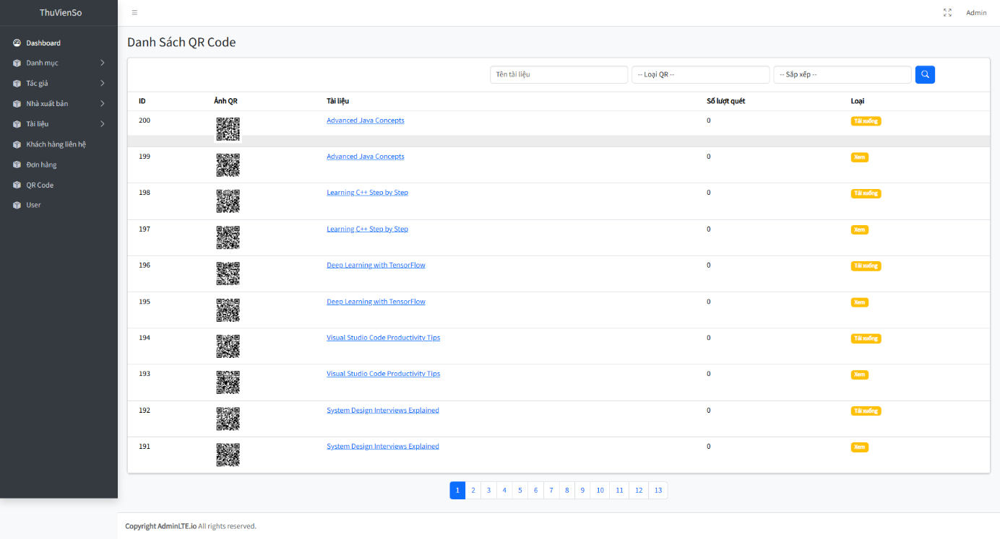 ThuVienSo
Admin
Dashboard
Danh mục
Tác giả
Nhà xuất bản
Tài liệu
Khách hàng liên hệ
Đơn hàng
QR Code
User
Danh Sách QR Code
Tên tài liệu -- Loại QR -- -- Sắp xếp --
ID Ảnh QR Tài liệu Số lượt quét Loại
200 Advanced Java Concepts 0 Tải xuống
199 Advanced Java Concepts 0 Xem
198 Learning C++ Step by Step 0 Tải xuống
197 Learning C++ Step by Step 0 Xem
196 Deep Learning with TensorFlow 0 Tải xuống
195 Deep Learning with TensorFlow 0 Xem
194 Visual Studio Code Productivity Tips 0 Tải xuống
193 Visual Studio Code Productivity Tips 0 Xem
192 System Design Interviews Explained 0 Tải xuống
191 System Design Interviews Explained 0 Xem
1 2 3 4 5 6 7 8 9 10 11 12 13
Copyright AdminLTE.io All rights reserved.